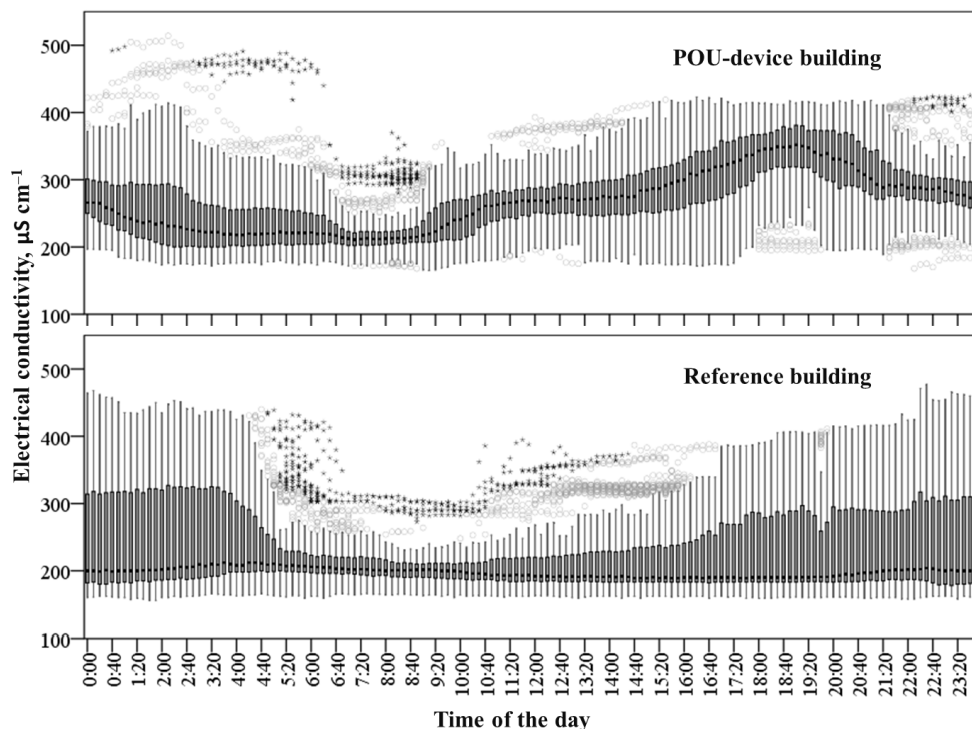 500
POU-device building
400
300
200
100
Electrical conductivity, µS cm⁻¹
500
Reference building
400
300
200
100
0:00 0:40 1:20 2:00 2:40 3:20 4:00 4:40 5:20 6:00 6:40 7:20 8:00 8:40 9:20 10:00 10:40 11:20 12:00 12:40 13:20 14:00 14:40 15:20 16:00 16:40 17:20 18:00 18:40 19:20 20:00 20:40 21:20 22:00 22:40 23:20
Time of the day